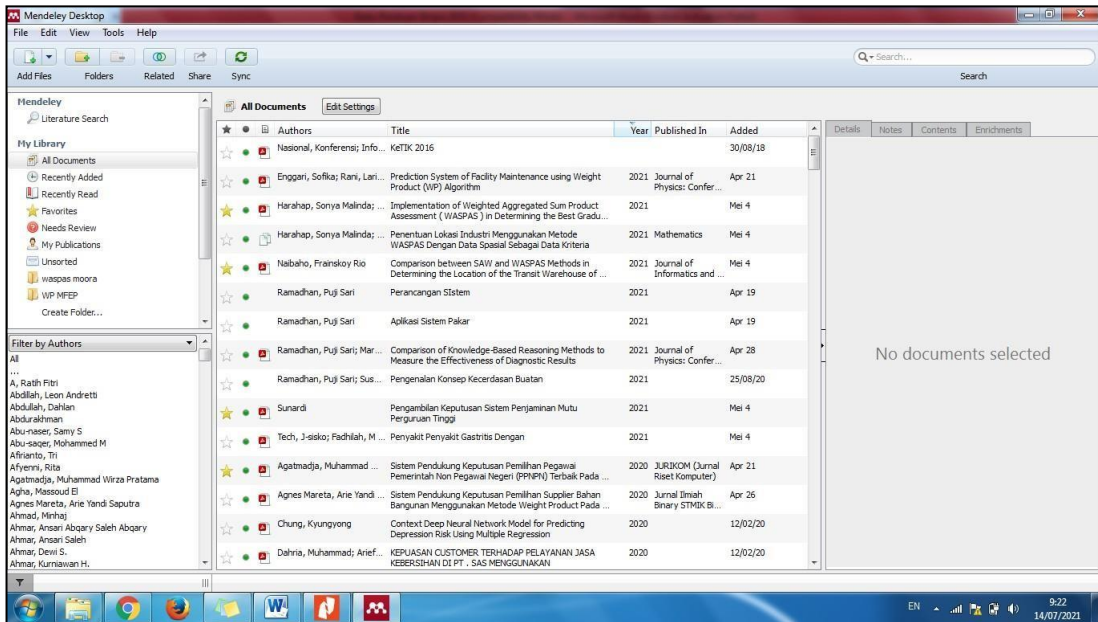 Mendeley Desktop
File Edit View Tools Help
Add Files Folders Related Share Sync
Search...
Search
Mendeley
Literature Search
My Library
All Documents
Recently Added
Recently Read
Favorites
Needs Review
My Publications
Unsorted
waspas moora
WP MFEP
Create Folder...
Filter by Authors
All
...
A, Ratih Fitri
Abdillah, Leon Andretti
Abdullah, Dahlan
Abdurakhman
Abu-naser, Samy S
Abu-saqer, Mohammed M
Afrianto, Tri
Afyenni, Rita
Agatmadja, Muhammad Wirza Pratama
Agha, Massoud El
Agnes Mareta, Arie Yandi Saputra
Ahmad, Minhaj
Ahmar, Ansari Abqary Saleh Abqary
Ahmar, Ansari Saleh
Ahmar, Dewi S.
Ahmar, Kurniawan H.
All Documents Edit Settings
Authors Title Year Published In Added
Nasional, Konferensi; Info... KeTIK 2016 30/08/18
Enggari, Sofika; Rani, Lari... Prediction System of Facility Maintenance using Weight 2021 Journal of Apr 21
Product (WP) Algorithm Physics: Confer...
Harahap, Sonya Malinda; ... Implementation of Weighted Aggregated Sum Product 2021 Mei 4
Assessment ( WASPAS ) in Determining the Best Gradu...
Harahap, Sonya Malinda; ... Penentuan Lokasi Industri Menggunakan Metode 2021 Mathematics Mei 4
WASPAS Dengan Data Spasial Sebagai Data Kriteria
Naibaho, Frainskoy Rio Comparison between SAW and WASPAS Methods in 2021 Journal of Mei 4
Determining the Location of the Transit Warehouse of ... Informatics and ...
Ramadhan, Puji Sari Perancangan SIstem 2021 Apr 19
Ramadhan, Puji Sari Aplikasi Sistem Pakar 2021 Apr 19
Ramadhan, Puji Sari; Mar... Comparison of Knowledge-Based Reasoning Methods to 2021 Journal of Apr 28
Measure the Effectiveness of Diagnostic Results Physics: Confer...
Ramadhan, Puji Sari; Sus... Pengenalan Konsep Kecerdasan Buatan 2021 25/08/20
Sunardi Pengambilan Keputusan Sistem Penjaminan Mutu 2021 Mei 4
Perguruan Tinggi
Tech, J-sisko; Fadhilah, M ... Penyakit Penyakit Gastritis Dengan 2021 Mei 4
Agatmadja, Muhammad ... Sistem Pendukung Keputusan Pemilihan Pegawai 2020 JURIKOM (Jurnal Apr 21
Pemerintah Non Pegawai Negeri (PPNPN) Terbaik Pada ... Riset Komputer)
Agnes Mareta, Arie Yandi ... Sistem Pendukung Keputusan Pemilihan Supplier Bahan 2020 Jurnal Ilmiah Apr 26
Bangunan Menggunakan Metode Weight Product Pada ... Binary STMIK Bi...
Chung, Kyungyong Context Deep Neural Network Model for Predicting 2020 12/02/20
Depression Risk Using Multiple Regression
Dahria, Muhammad; Arief... KEPUASAN CUSTOMER TERHADAP PELAYANAN JASA 2020 12/02/20
KEBERSIHAN DI PT . SAS MENGGUNAKAN
Details Notes Contents Enrichments
No documents selected
EN
9:22
14/07/2021